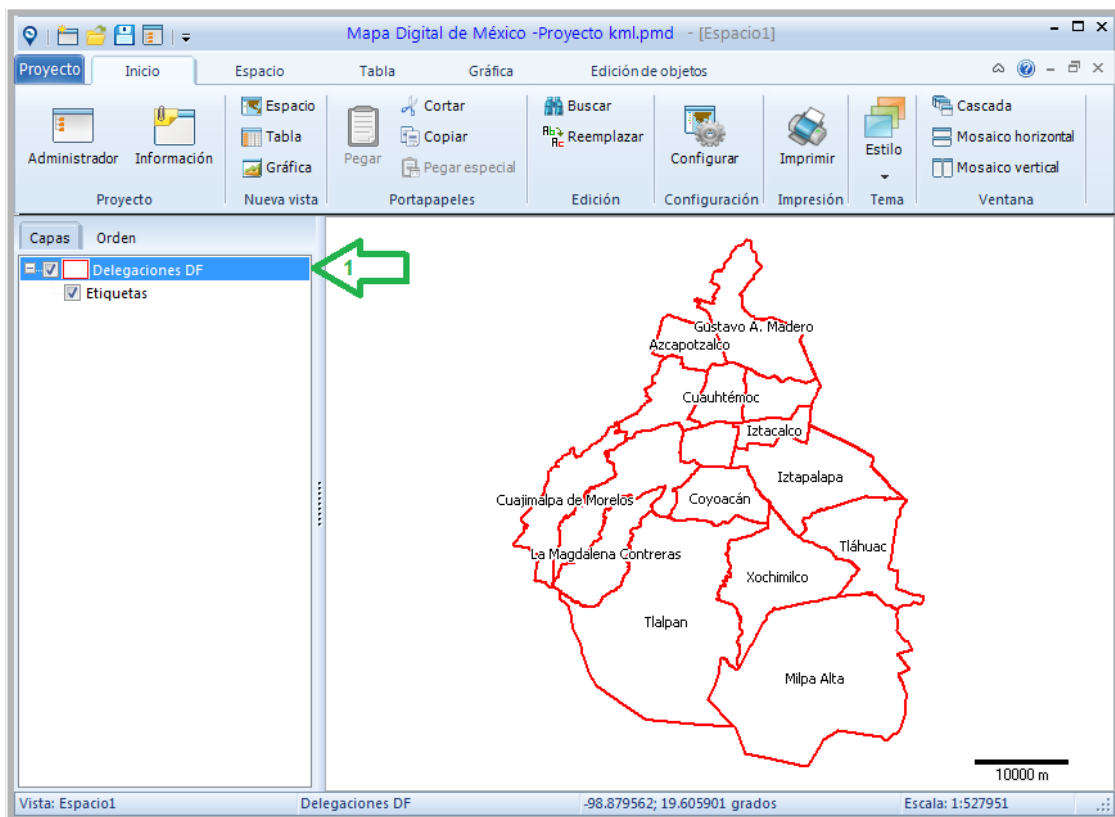 Mapa Digital de México -Proyecto kml.pmd - [Espacio1]
Proyecto Inicio Espacio Tabla Gráfica Edición de objetos
Administrador Información
Proyecto
Espacio
Tabla
Gráfica
Nueva vista
Pegar
Cortar
Copiar
Pegar especial
Portapapeles
Buscar
Reemplazar
Edición
Configurar
Configuración
Imprimir
Impresión
Estilo
Tema
Cascada
Mosaico horizontal
Mosaico vertical
Ventana
Capas Orden
Delegaciones DF
Etiquetas
1
Gustavo A. Madero
Azcapotzalco
Cuauhtémoc
Iztacalco
Iztapalapa
Cuajimalpa de Morelos
Coyoacán
Tláhuac
La Magdalena Contreras
Xochimilco
Tlalpan
Milpa Alta
10000 m
Vista: Espacio1 Delegaciones DF -98.879562; 19.605901 grados Escala: 1:527951